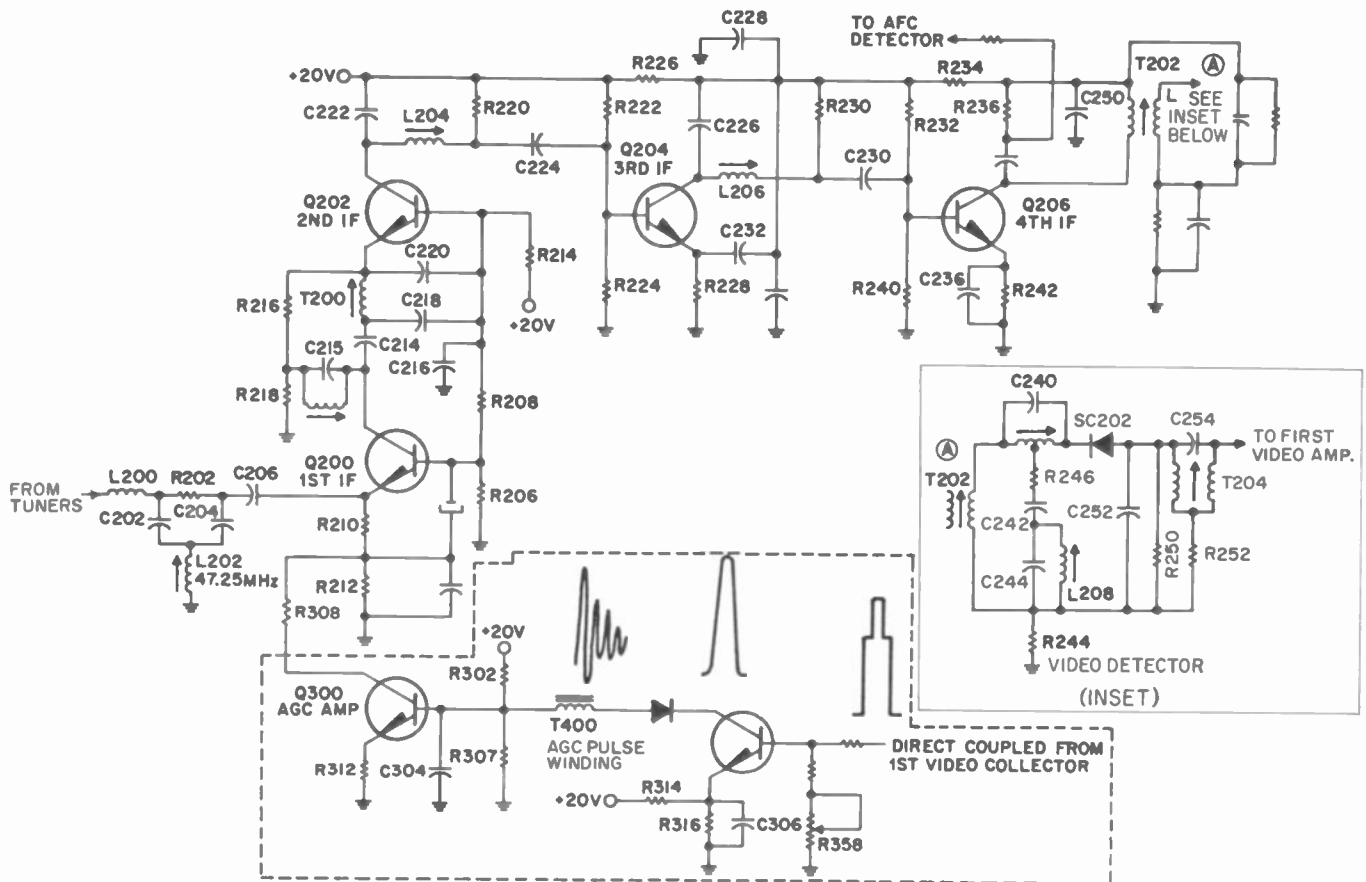 C228
TO AFC
DETECTOR
T202
A
+20V
R226
R234
C222
L204
R220
R222
C226
R230
R232
R236
C250
L
SEE
INSET
BELOW
C224
Q204
3RD IF
C230
L206
Q202
2ND IF
Q206
4TH IF
C220
R214
C232
R216
T200
C218
R224
R228
R240
C236
R242
+20V
C215
C214
C216
R218
R208
Q200
1ST IF
FROM
TUNERS
L200
R202
C206
R206
C202
C204
R210
L202
47.25MHz
R212
R308
C240
SC202
C254
TO FIRST
VIDEO AMP.
A
T202
R246
T204
C242
C252
R250
R252
C244
L208
R244
VIDEO DETECTOR
(INSET)
+20V
R302
Q300
AGC AMP
T400
AGC PULSE
WINDING
R307
R312
C304
DIRECT COUPLED FROM
1ST VIDEO COLLECTOR
R314
+20V
R316
C306
R358